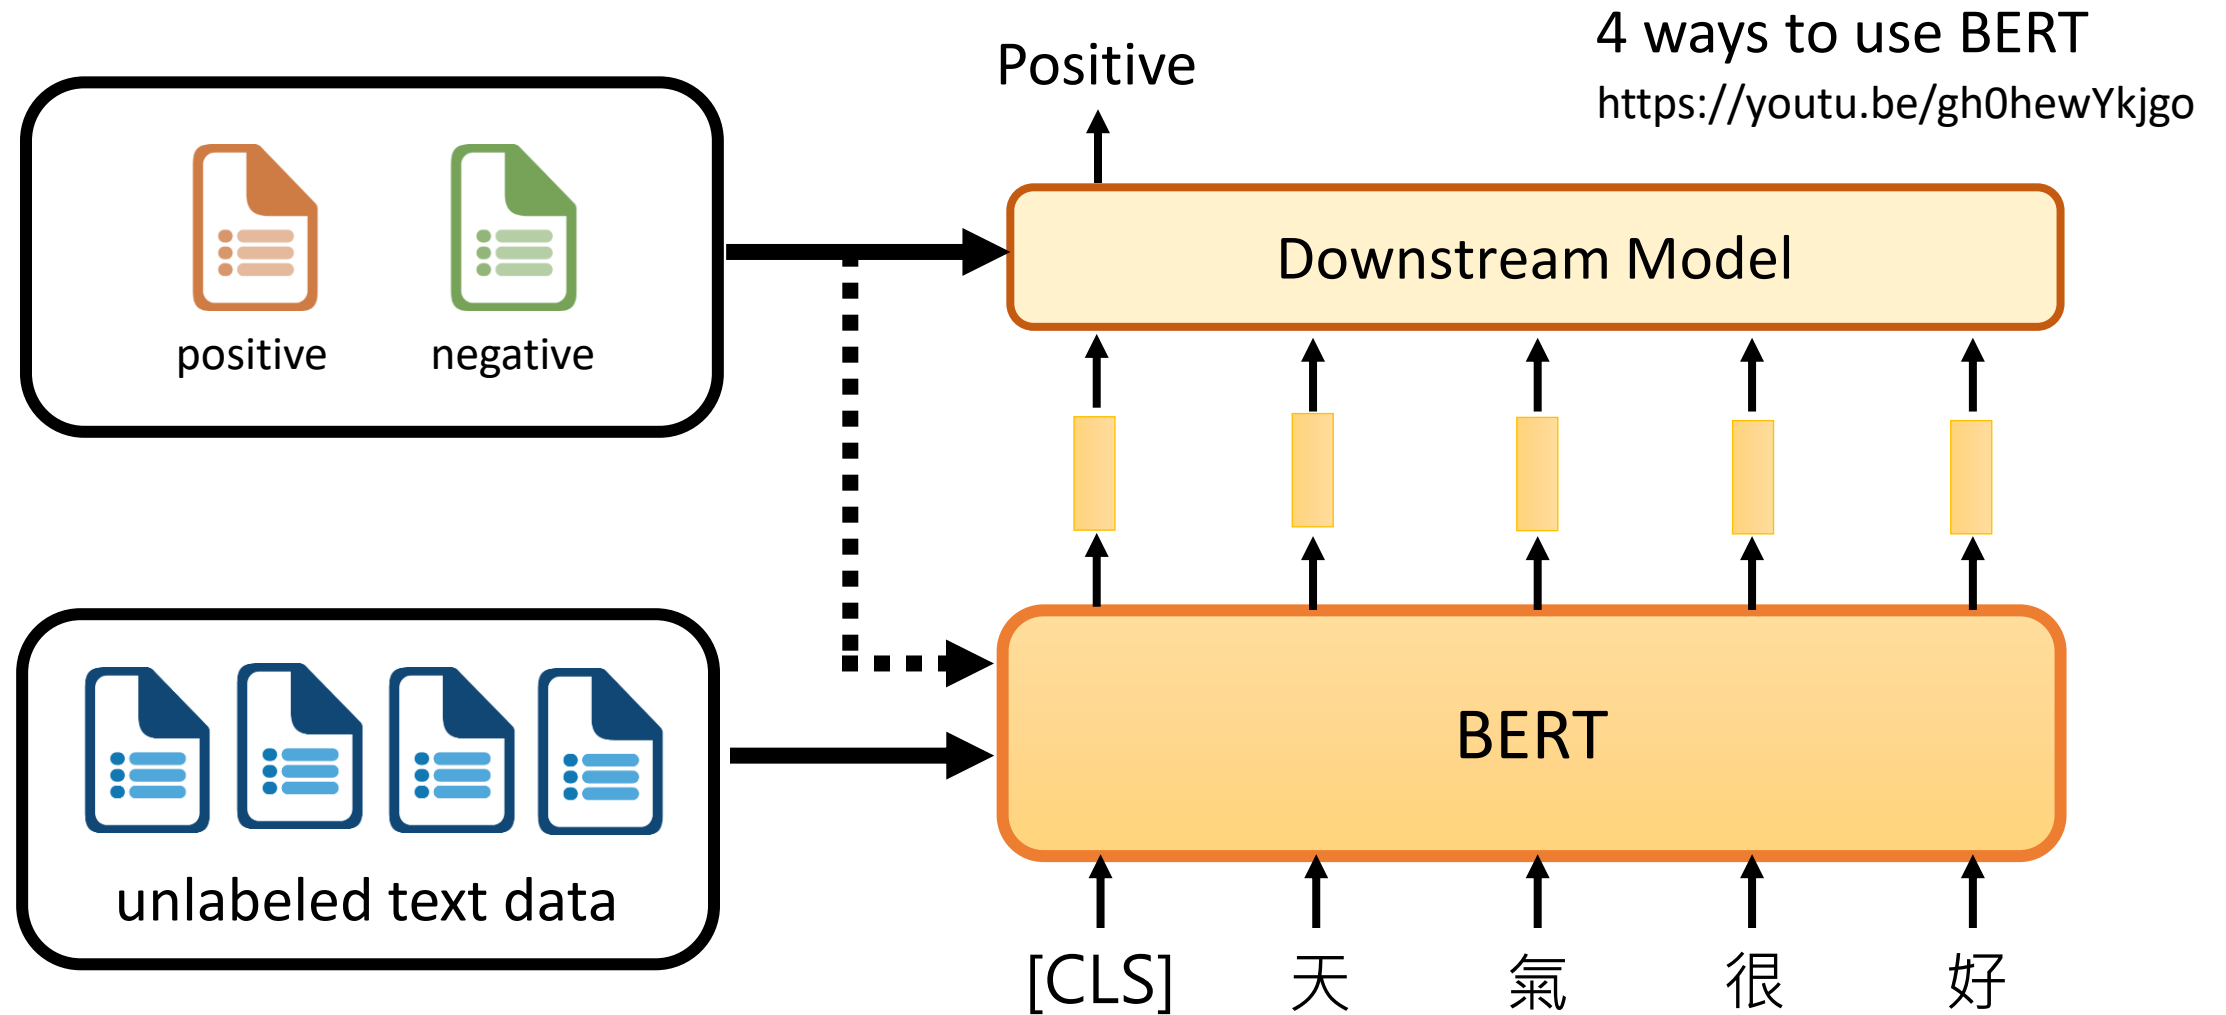 4 ways to use BERT
https://youtu.be/gh0hewYkjgo
Positive
Downstream Model
positive negative
BERT
unlabeled text data
[CLS] 天 氣 很 好